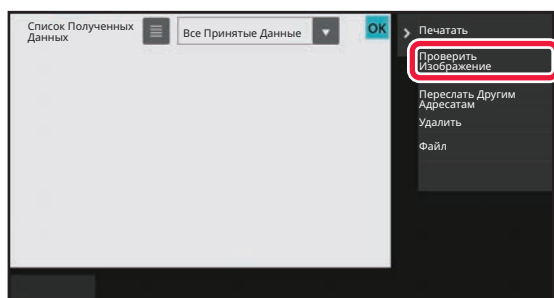 Список Полученных
Данных
Все Принятые Данные
OK
Печатать
Проверить
Изображение
Переслать Другим
Адресатам
Удалить
Файл